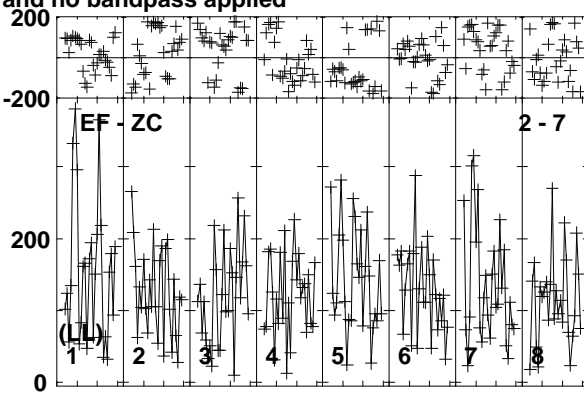 and no bandpass applied
200
-200
EF - ZC 2 - 7
200
(LL)
1 2 3 4 5 6 7 8
0